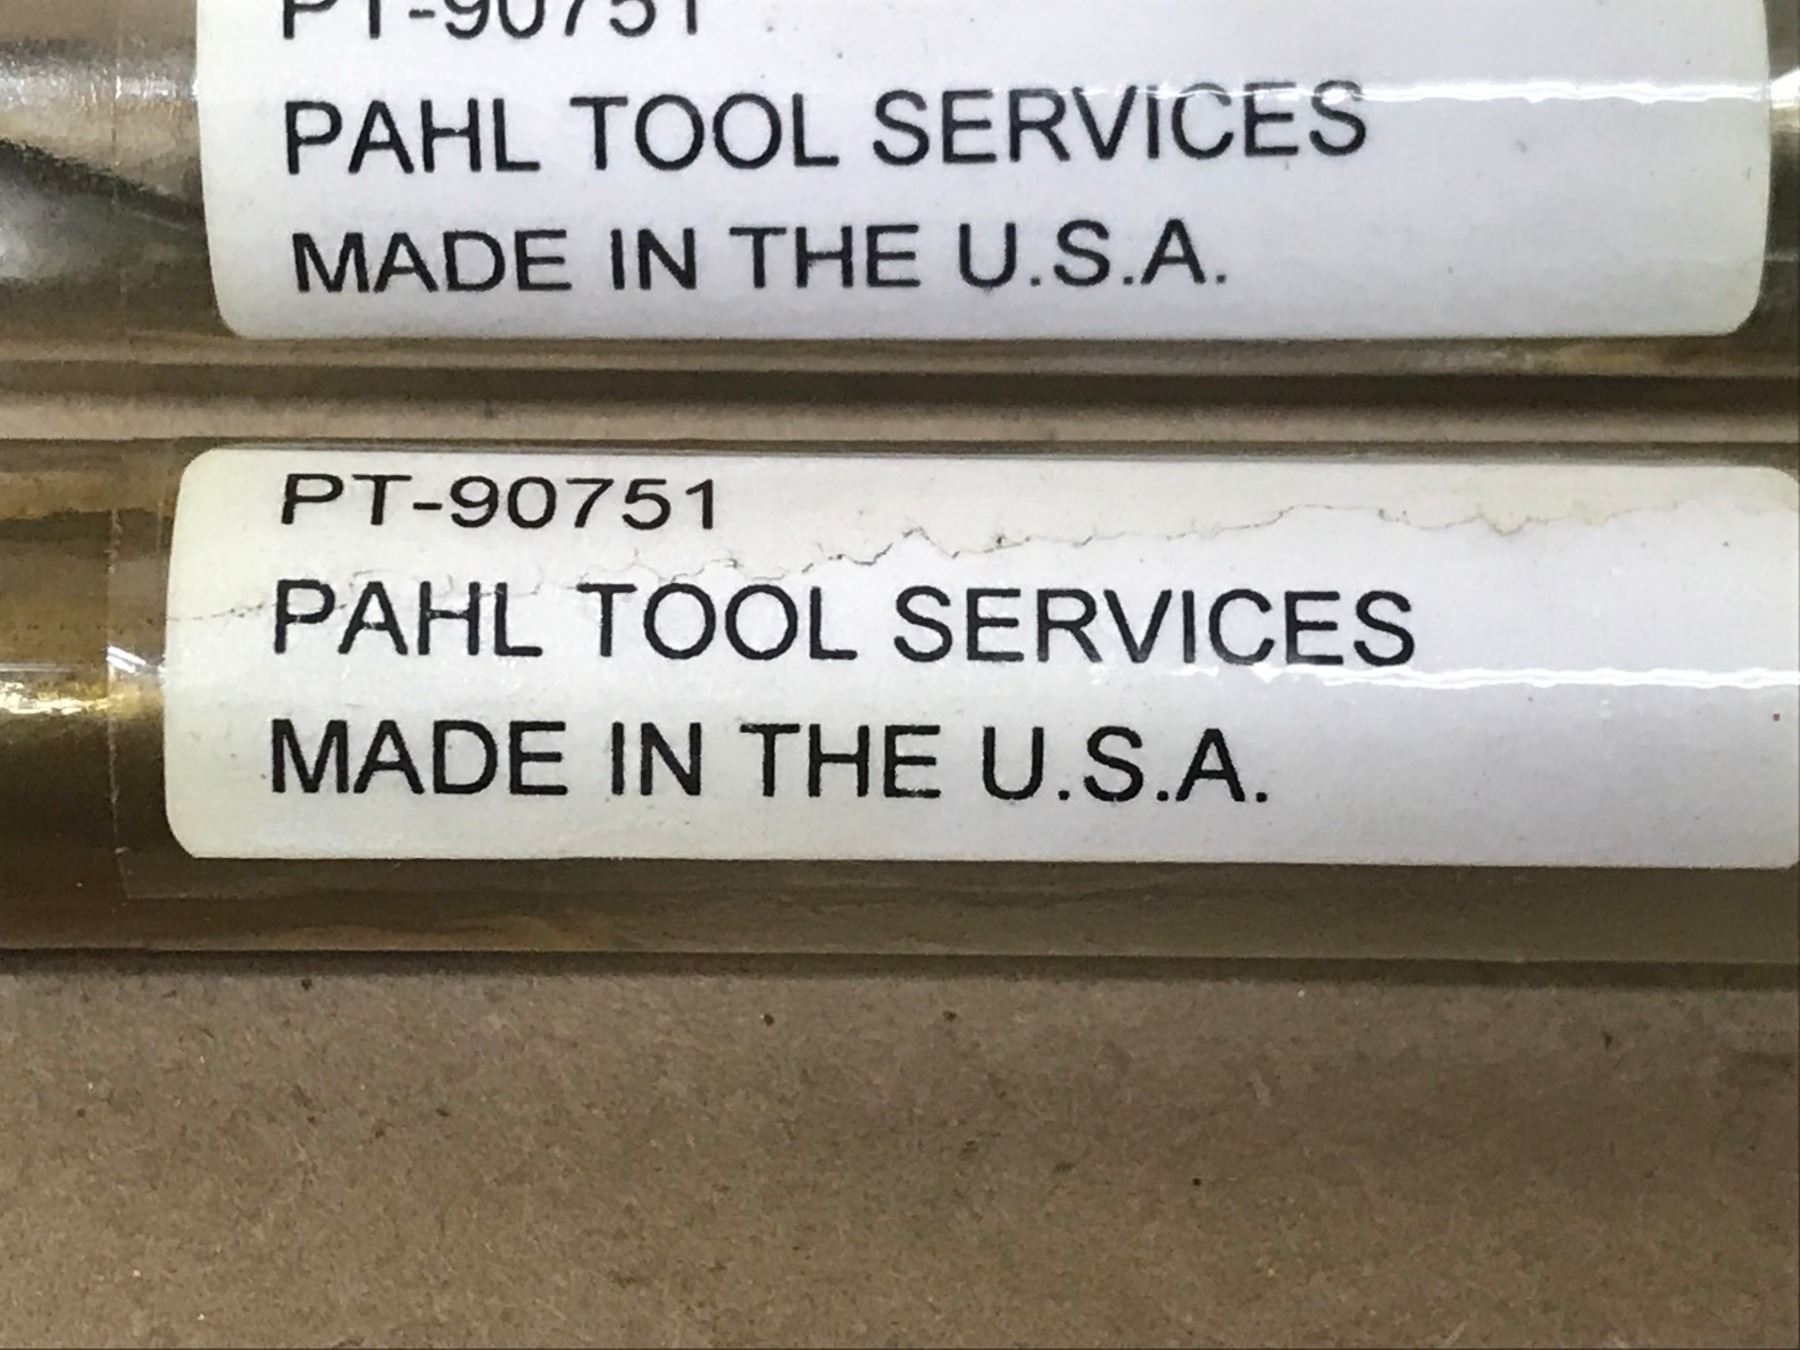 PT-90751
PAHL TOOL SERVICES
MADE IN THE U.S.A.
PT-90751
PAHL TOOL SERVICES
MADE IN THE U.S.A.